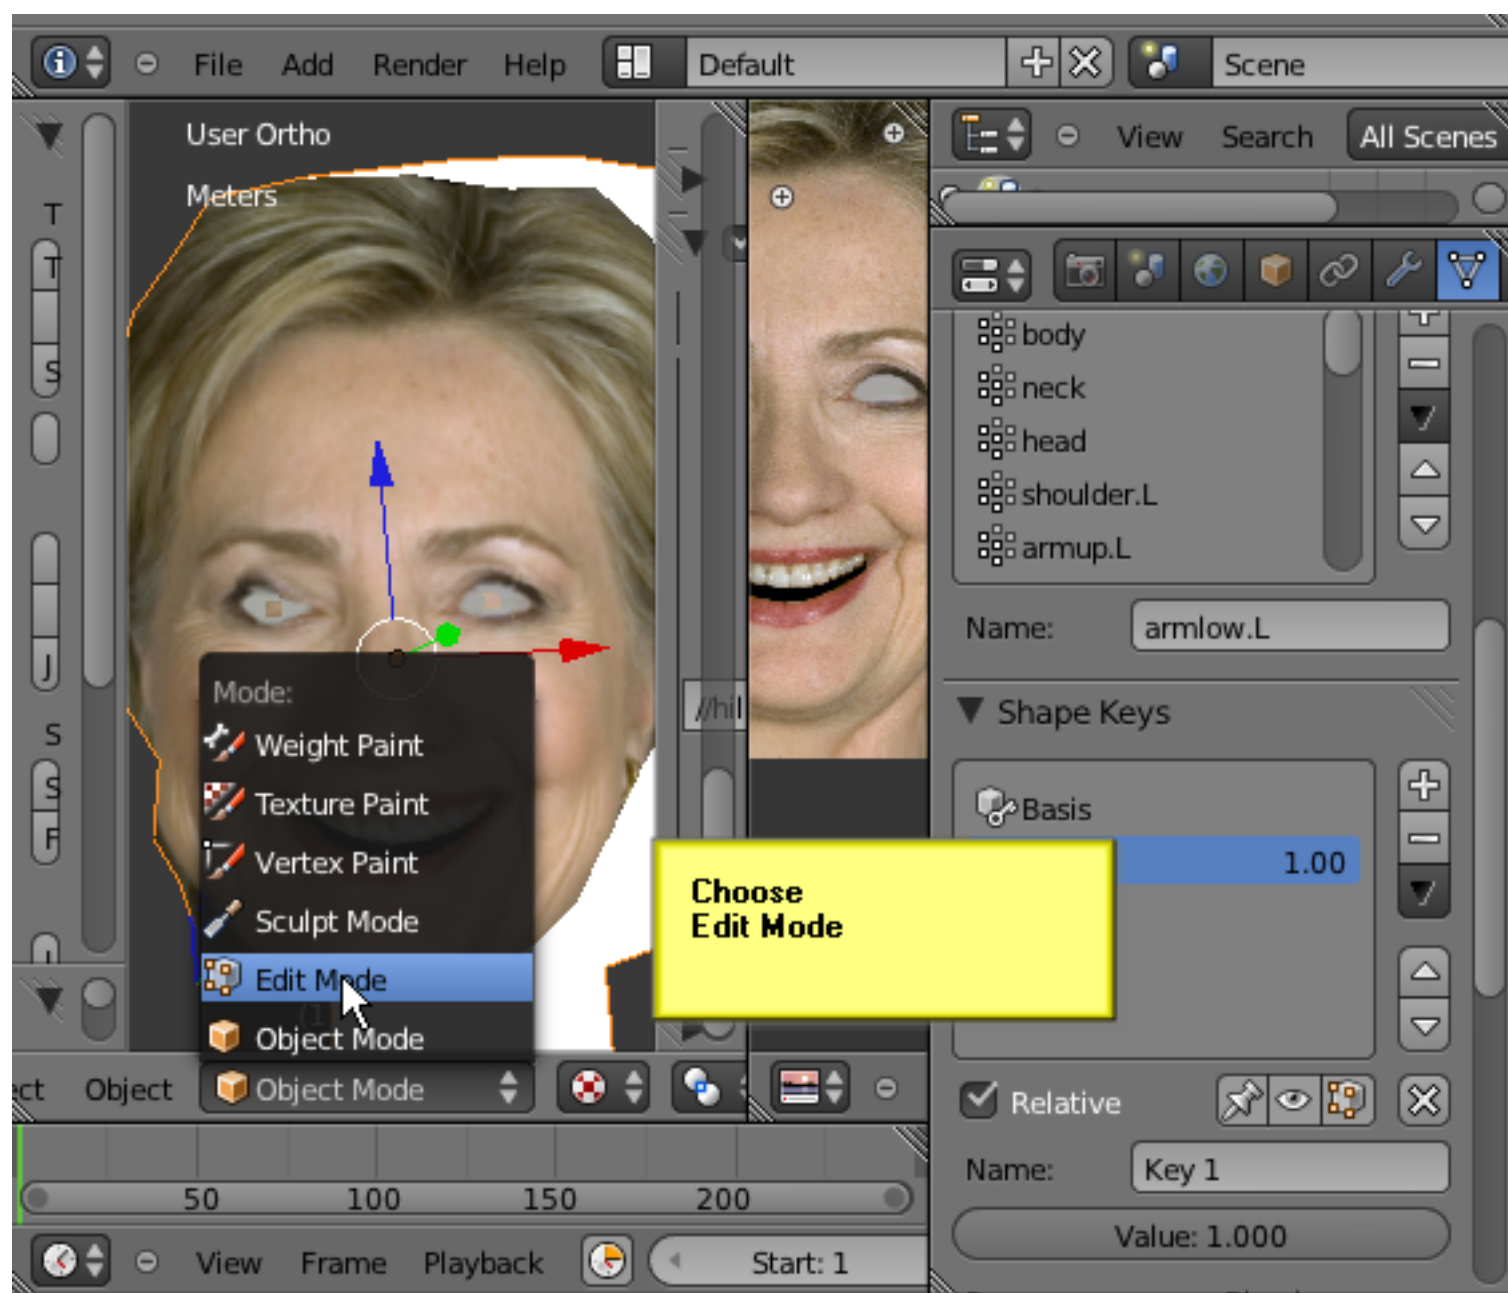 File Add Render Help Default Scene
User Ortho
Meters
View Search All Scenes
T
T
S
J
S
S
F
body
neck
head
shoulder.L
armup.L
Name: armlow.L
Shape Keys
Basis
1.00
//hil
Mode:
Weight Paint
Texture Paint
Vertex Paint
Sculpt Mode
Edit Mode
Object Mode
Choose
Edit Mode
ect Object Object Mode
Relative
Name: Key 1
Value: 1.000
50 100 150 200
View Frame Playback Start: 1